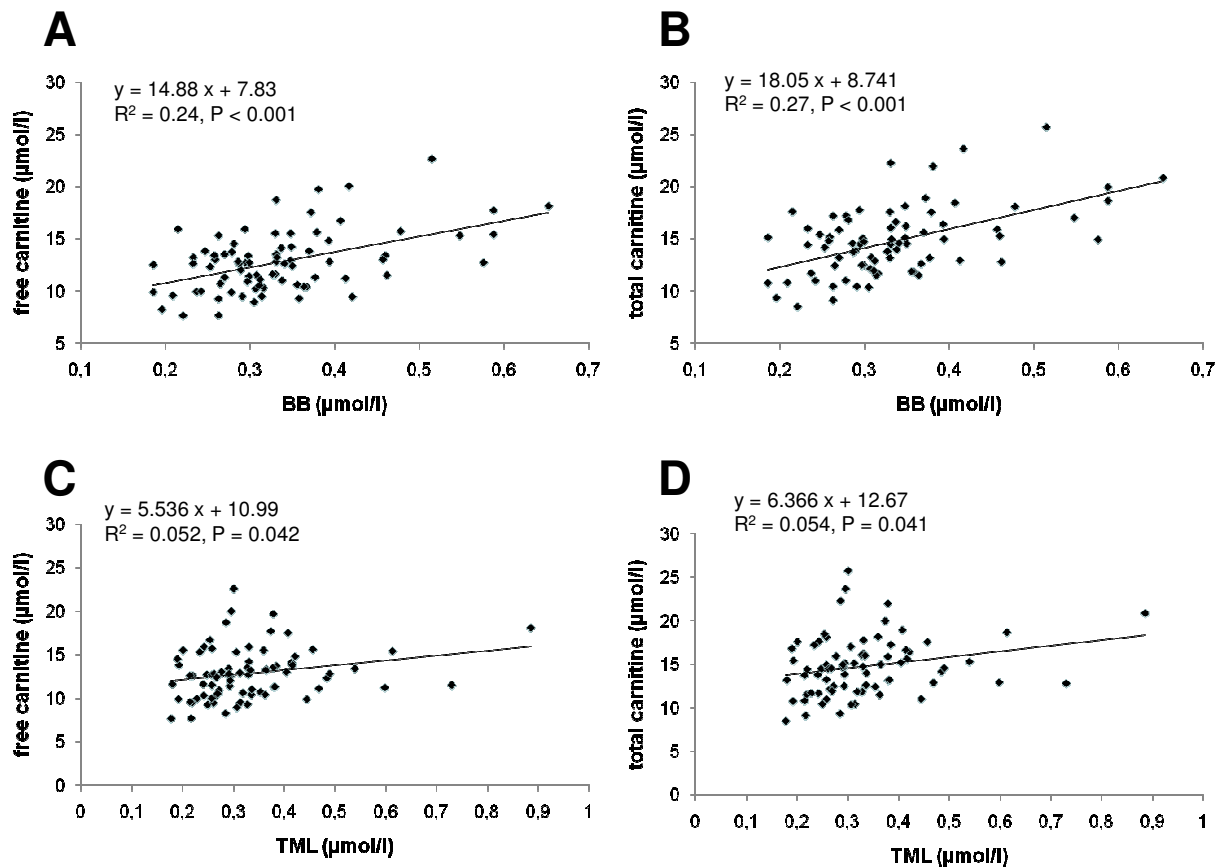 A
y = 14.88 x + 7.83
R² = 0.24, P < 0.001
free carnitine (µmol/l)
30
25
20
15
10
5
0,1 0,2 0,3 0,4 0,5 0,6 0,7
BB (µmol/l)
B
y = 18.05 x + 8.741
R² = 0.27, P < 0.001
total carnitine (µmol/l)
30
25
20
15
10
5
0,1 0,2 0,3 0,4 0,5 0,6 0,7
BB (µmol/l)
C
y = 5.536 x + 10.99
R² = 0.052, P = 0.042
free carnitine (µmol/l)
30
25
20
15
10
5
0
0 0,1 0,2 0,3 0,4 0,5 0,6 0,7 0,8 0,9 1
TML (µmol/l)
D
y = 6.366 x + 12.67
R² = 0.054, P = 0.041
total carnitine (µmol/l)
30
25
20
15
10
5
0
0 0,1 0,2 0,3 0,4 0,5 0,6 0,7 0,8 0,9 1
TML (µmol/l)